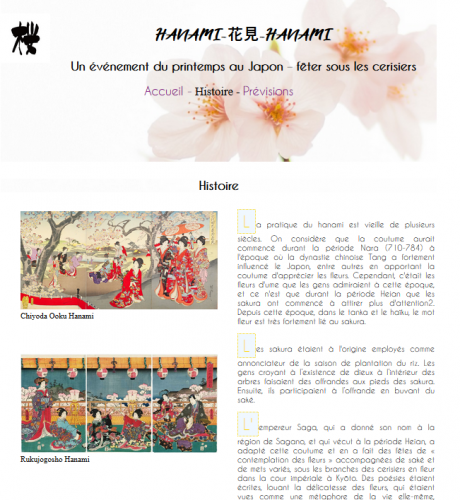 桜
HANAMI-花見-HANAMI
Un événement du printemps au Japon - fêter sous les cerisiers
Accueil - Histoire - Prévisions
Histoire
Chiyoda Ooku Hanami
Rukujogosho Hanami
La pratique du hanami est vieille de plusieurs
siècles. On considère que la coutume aurait
commencé durant la période Nara (710-784) à
l'époque où la dynastie chinoise Tang a fortement
influencé le Japon, entre autres en apportant la
coutume d'apprécier les fleurs. Cependant, c'était les
fleurs d'ume que les gens admiraient à cette époque,
et ce n'est que durant la période Heian que les
sakura ont commencé à attirer plus d'attention2.
Depuis cette époque, dans le tanka et le haïku, le mot
fleur est très fortement lié au sakura.
Les sakura étaient à l'origine employés comme
annonciateur de la saison de plantation du riz. Les
gens croyant à l'existence de dieux à l'intérieur des
arbres faisaient des offrandes aux pieds des sakura.
Ensuite, ils participaient à l'offrande en buvant du
saké.
L'empereur Saga, qui a donné son nom à la
région de Sagano, et qui vécut à la période Heian, a
adapté cette coutume et en a fait des fêtes de «
contemplation des fleurs » accompagnées de saké et
de mets variés, sous les branches des cerisiers en fleur
dans la cour impériale à Kyōto. Des poésies étaient
écrites, louant la délicatesse des fleurs, qui étaient
vues comme une métaphore de la vie elle-même,